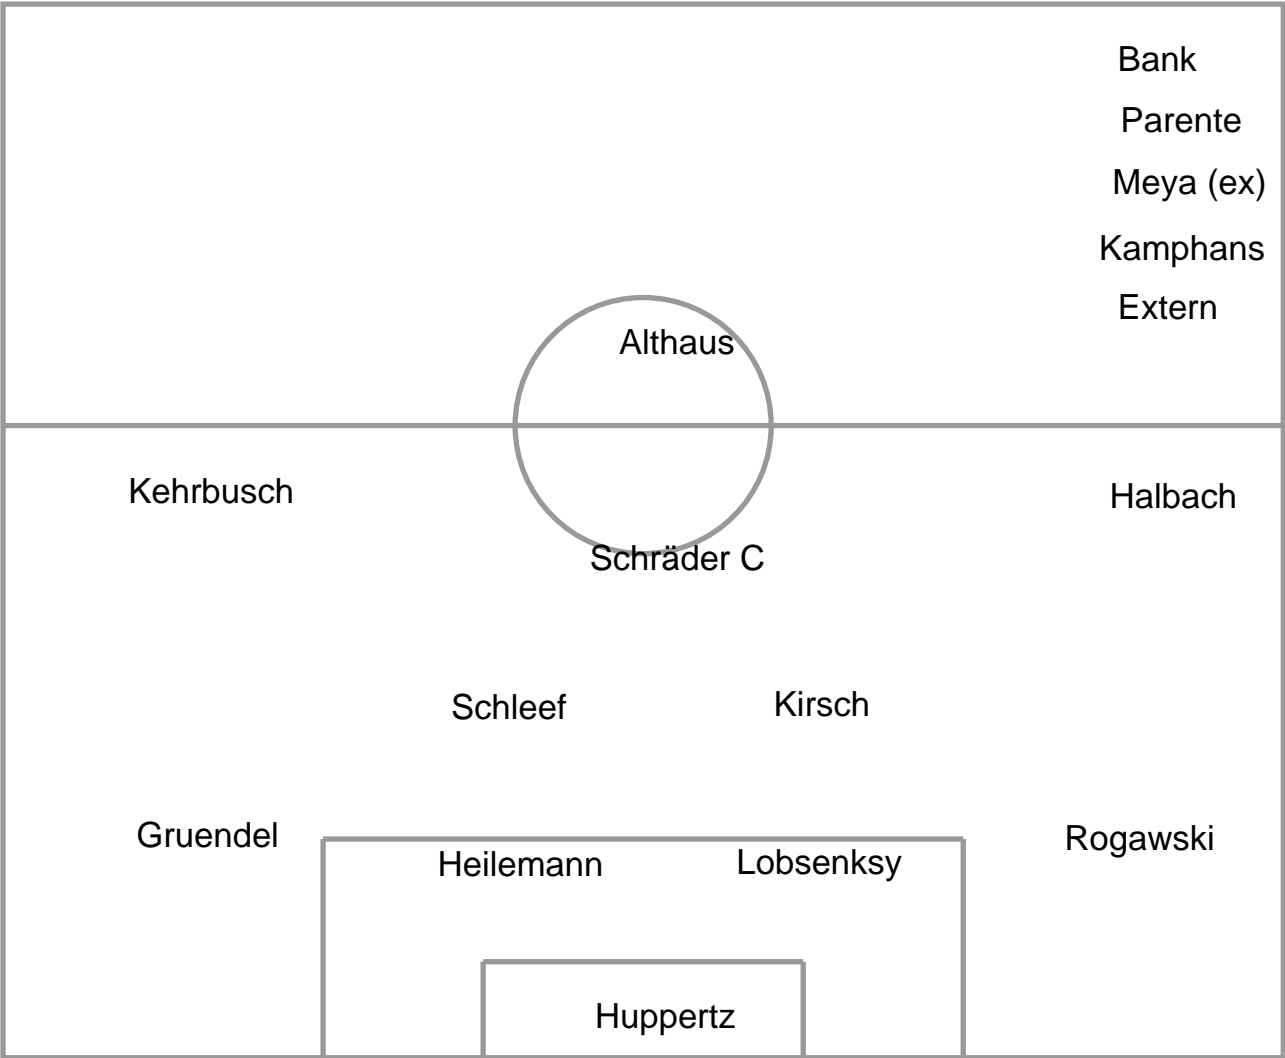 Bank
Parente
Meya (ex)
Kamphans
Extern
Althaus
Kehrbusch
Halbach
Schräder C
Schleef
Kirsch
Gruendel
Rogawski
Heilemann
Lobsenksy
Huppertz